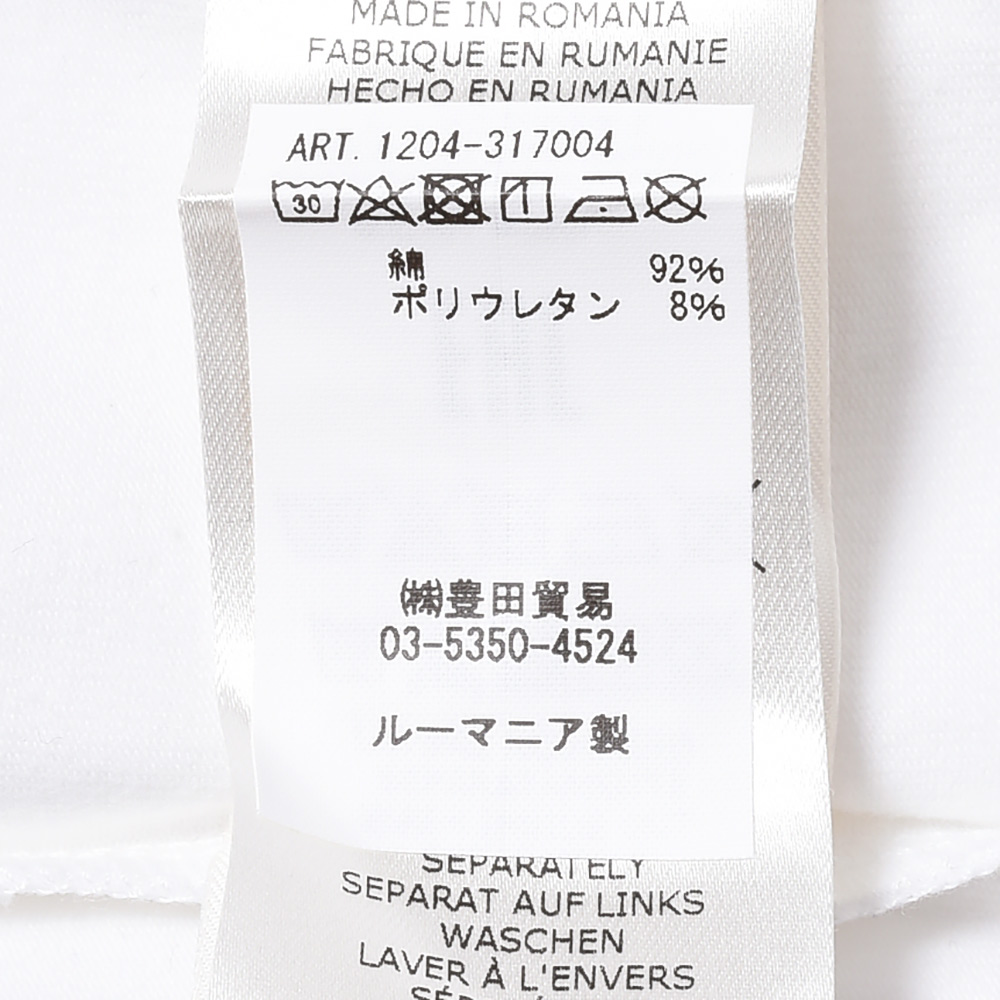 MADE IN ROMANIA
FABRIQUE EN RUMANIE
HECHO EN RUMANIA
ART. 1204-317004
30
綿 92%
ポリウレタン 8%
㈱豊田貿易
03-5350-4524
ルーマニア製
SEPARATELY
SEPARAT AUF LINKS
WASCHEN
LAVER À L'ENVERS